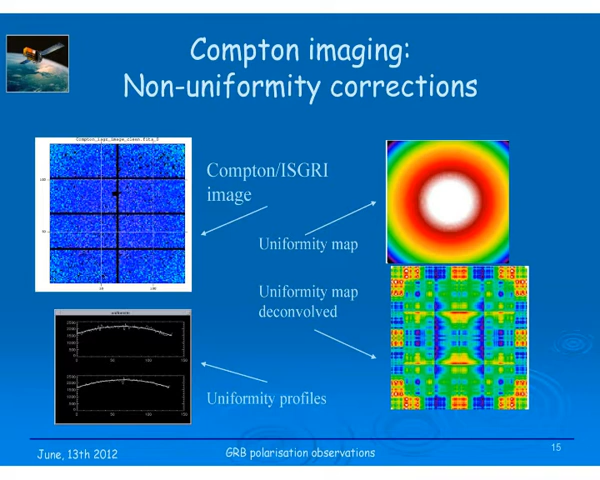 Compton imaging:
Non-uniformity corrections
Compton/ISGRI
image
Uniformity map
Uniformity map
deconvolved
Uniformity profiles
June, 13th 2012
GRB polarisation observations
15